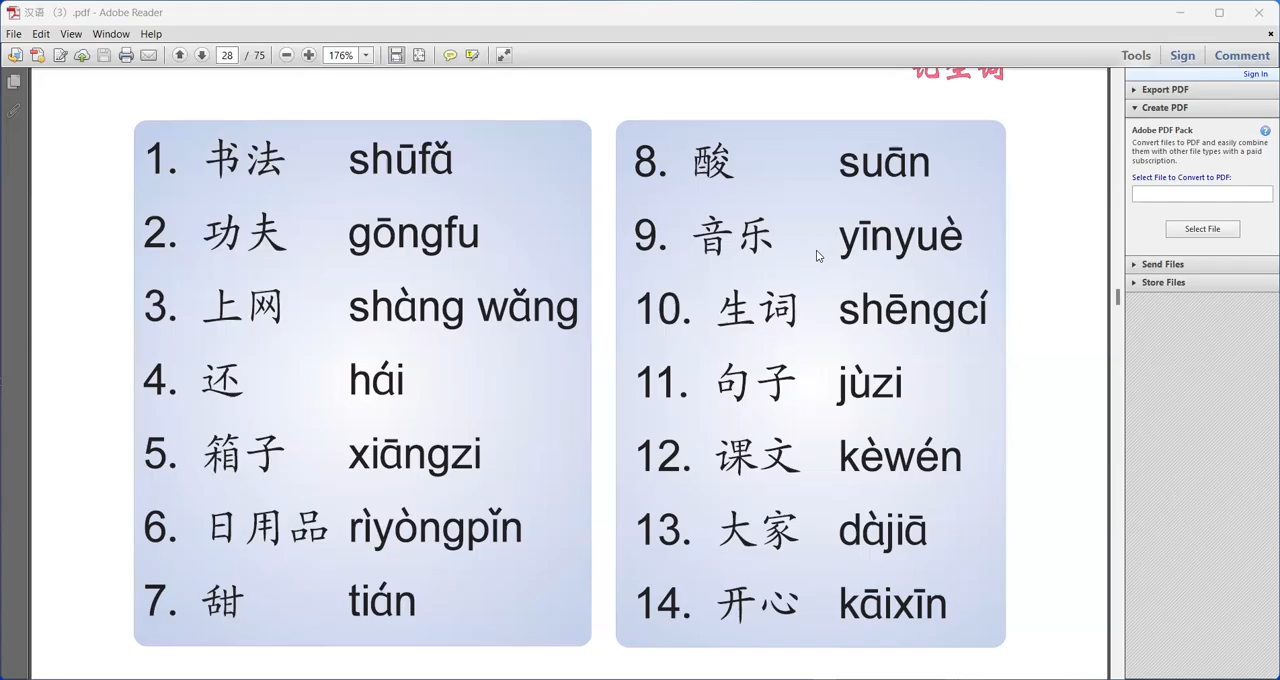 汉语 （3）.pdf - Adobe Reader
File Edit View Window Help
28 / 75 176%
Tools Sign Comment
Sign In
Export PDF
Create PDF
Adobe PDF Pack
Convert files to PDF and easily combine
them with other file types with a paid
subscription.
Select File to Convert to PDF:
Select File
Send Files
Store Files
记生词
1. 书法 shūfǎ
2. 功夫 gōngfu
3. 上网 shàng wǎng
4. 还 hái
5. 箱子 xiāngzi
6. 日用品 rìyòngpǐn
7. 甜 tián
8. 酸 suān
9. 音乐 yīnyuè
10. 生词 shēngcí
11. 句子 jùzi
12. 课文 kèwén
13. 大家 dàjiā
14. 开心 kāixīn